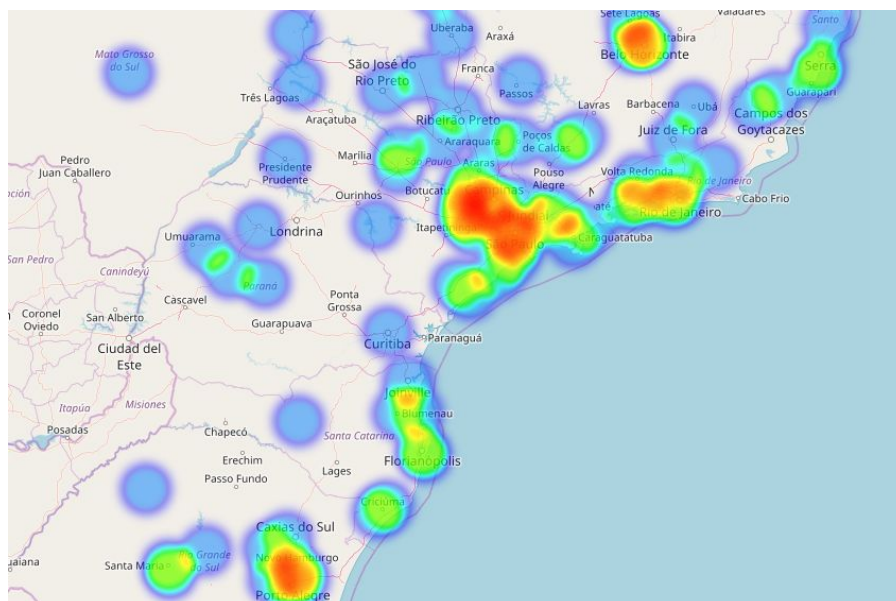 Sete Lagoas
Valadares
Uberaba
Araxá
Itabira
Santo
Belo Horizonte
Mato Grosso
do Sul
São José do
Rio Preto
Franca
Serra
Três Lagoas
Passos
Guarapari
Lavras
Barbacena
Ubá
Araçatuba
Ribeirão Preto
Campos dos
Goytacazes
Juiz de Fora
Araraquara
Poços
de Caldas
Marília
São Paulo
Araras
Pedro
Juan Caballero
Presidente
Prudente
Pouso
Alegre
Volta Redonda
Rio de Janeiro
Ourinhos
Botucatu
Campinas
N
Cabo Frio
Rio de Janeiro
Londrina
Itapetininga
Umuarama
São Paulo
Caraguatatuba
San Pedro
Canindeyú
Paraná
Cascavel
Ponta
Grossa
Coronel
Oviedo
San Alberto
Guarapuava
Ciudad del
Este
Curitiba
Paranaguá
Joinville
Itapúa
Misiones
Blumenau
Posadas
Chapecó
Santa Catarina
Erechim
Florianópolis
Lages
Passo Fundo
Criciúma
Caxias do Sul
Santa Maria
Rio Grande
do Sul
Novo Hamburgo
Porto Alegre